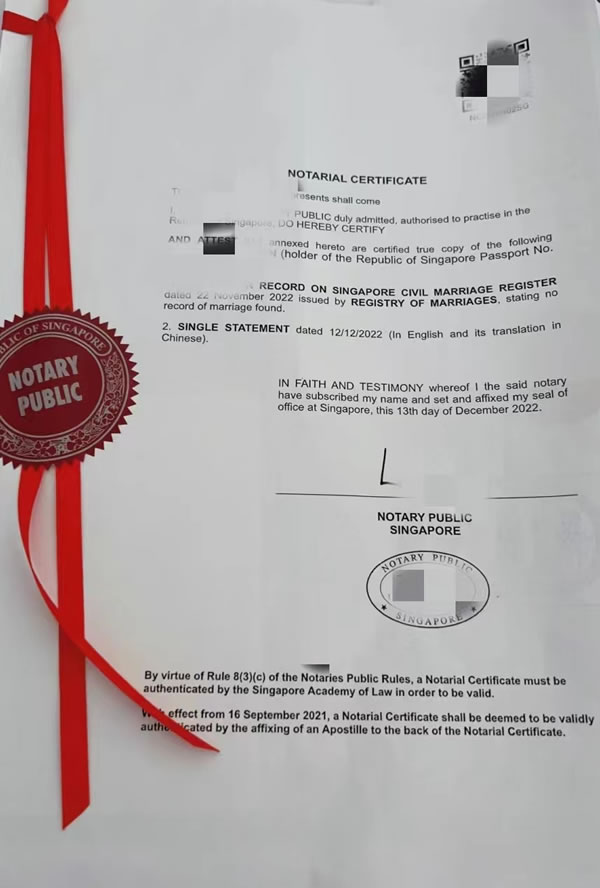 NOTARIAL CERTIFICATE
presents shall come
PUBLIC duly admitted, authorised to practise in the
Singapore, DO HEREBY CERTIFY
AND ATTEST annexed hereto are certified true copy of the following
(holder of the Republic of Singapore Passport No.
RECORD ON SINGAPORE CIVIL MARRIAGE REGISTER
dated 22 November 2022 issued by REGISTRY OF MARRIAGES, stating no
record of marriage found.
2. SINGLE STATEMENT dated 12/12/2022 (In English and its translation in
Chinese).
IN FAITH AND TESTIMONY whereof I the said notary
have subscribed my name and set and affixed my seal of
office at Singapore, this 13th day of December 2022.
NOTARY PUBLIC
SINGAPORE
NOTARY PUBLIC
SINGAPORE
OF SINGAPORE
NOTARY
PUBLIC
By virtue of Rule 8(3)(c) of the Notaries Public Rules, a Notarial Certificate must be
authenticated by the Singapore Academy of Law in order to be valid.
effect from 16 September 2021, a Notarial Certificate shall be deemed to be validly
authenticated by the affixing of an Apostille to the back of the Notarial Certificate.